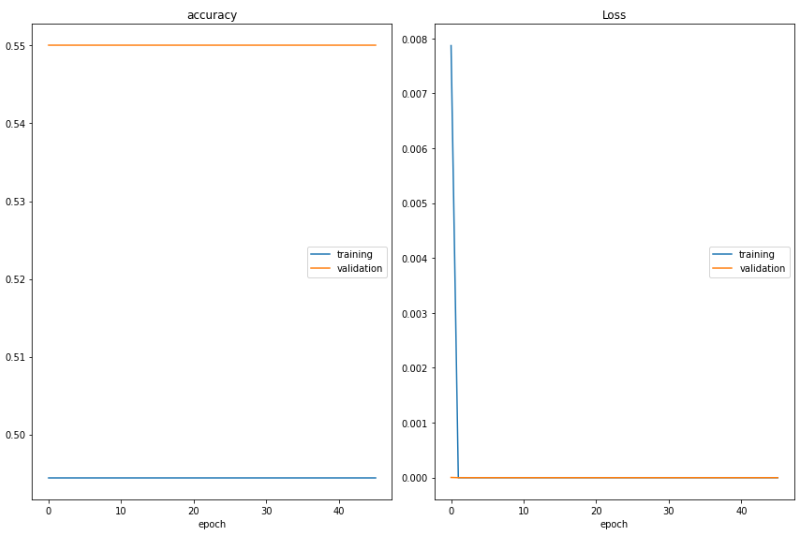 accuracy
0.55
0.54
0.53
0.52
0.51
0.50
training
validation
0 10 20 30 40
epoch
Loss
0.008
0.007
0.006
0.005
0.004
0.003
0.002
0.001
0.000
training
validation
0 10 20 30 40
epoch